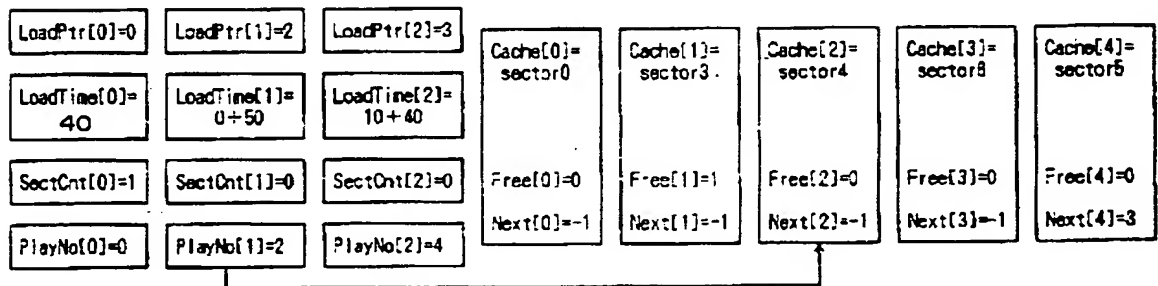 LoadPtr[0]=0
LoadPtr[1]=2
LoadPtr[2]=3
LoadTime[0]=
40
LoadTime[1]=
0+50
LoadTime[2]=
10+40
SectCnt[0]=1
SectCnt[1]=0
SectCnt[2]=0
PlayNo[0]=0
PlayNo[1]=2
PlayNo[2]=4
Cache[0]=
sector0
Free[0]=0
Next[0]=-1
Cache[1]=
sector3
Free[1]=1
Next[1]=-1
Cache[2]=
sector4
Free[2]=0
Next[2]=-1
Cache[3]=
Free[3]=0
Next[3]=-1
Cache[4]=
sector5
Free[4]=0
Next[4]=3